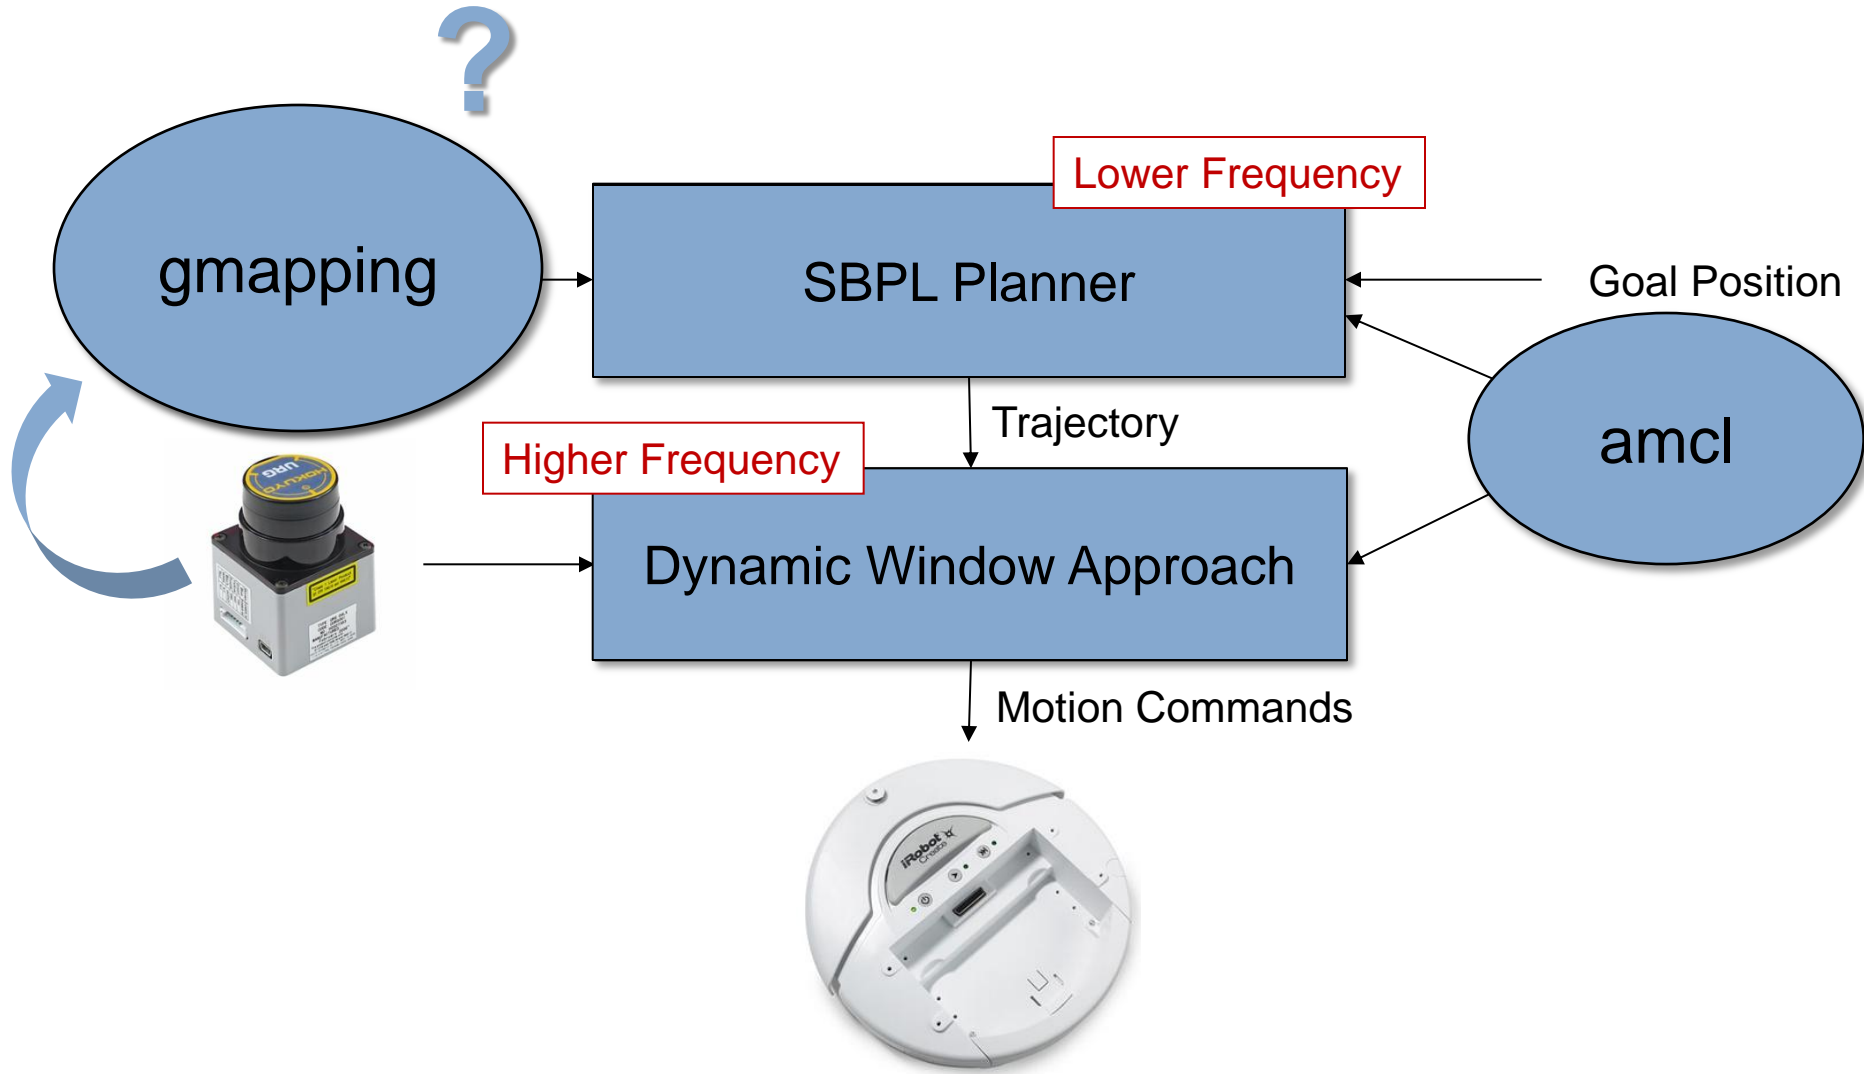 ?
Lower Frequency
gmapping
SBPL Planner
Goal Position
Trajectory
amcl
Higher Frequency
HOKUYO
URG
Dynamic Window Approach
Motion Commands
iRobot
Create